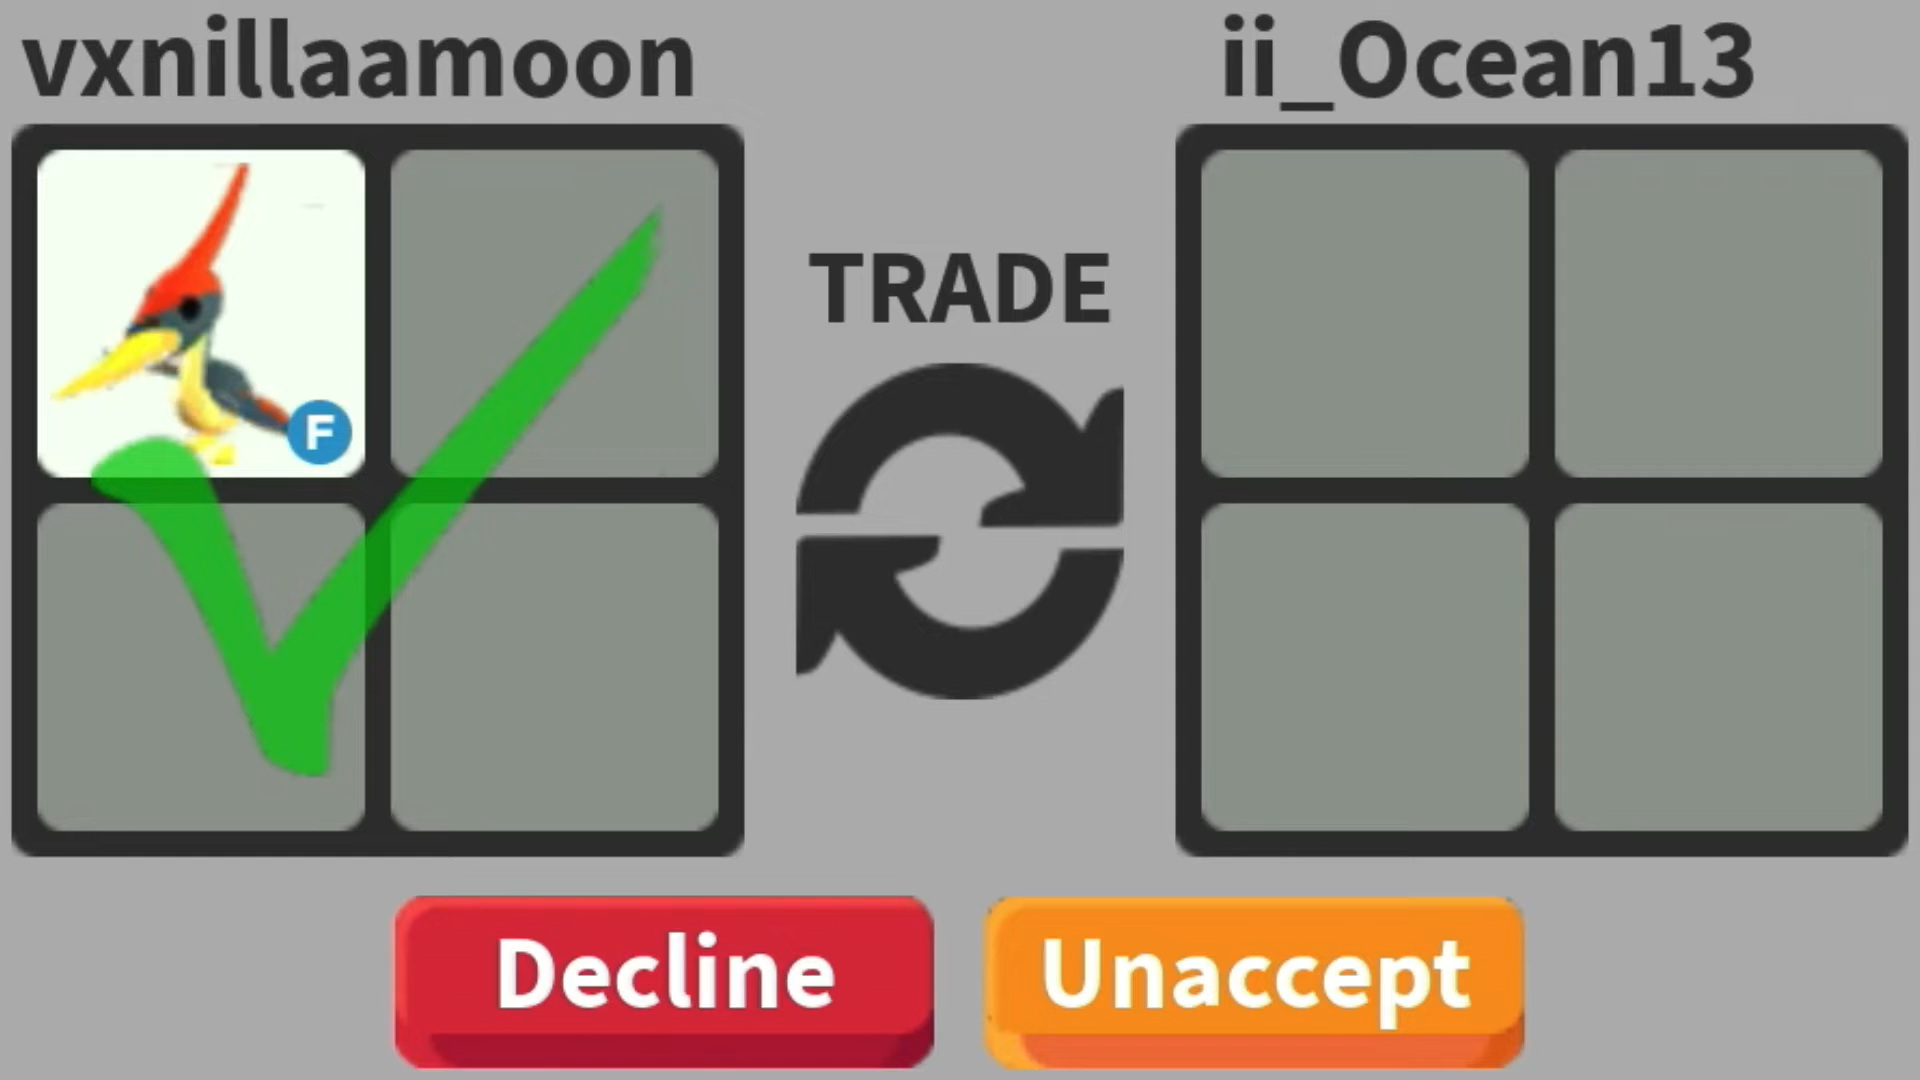 vxnillaamoon
ii_Ocean13
F
TRADE
Decline
Unaccept